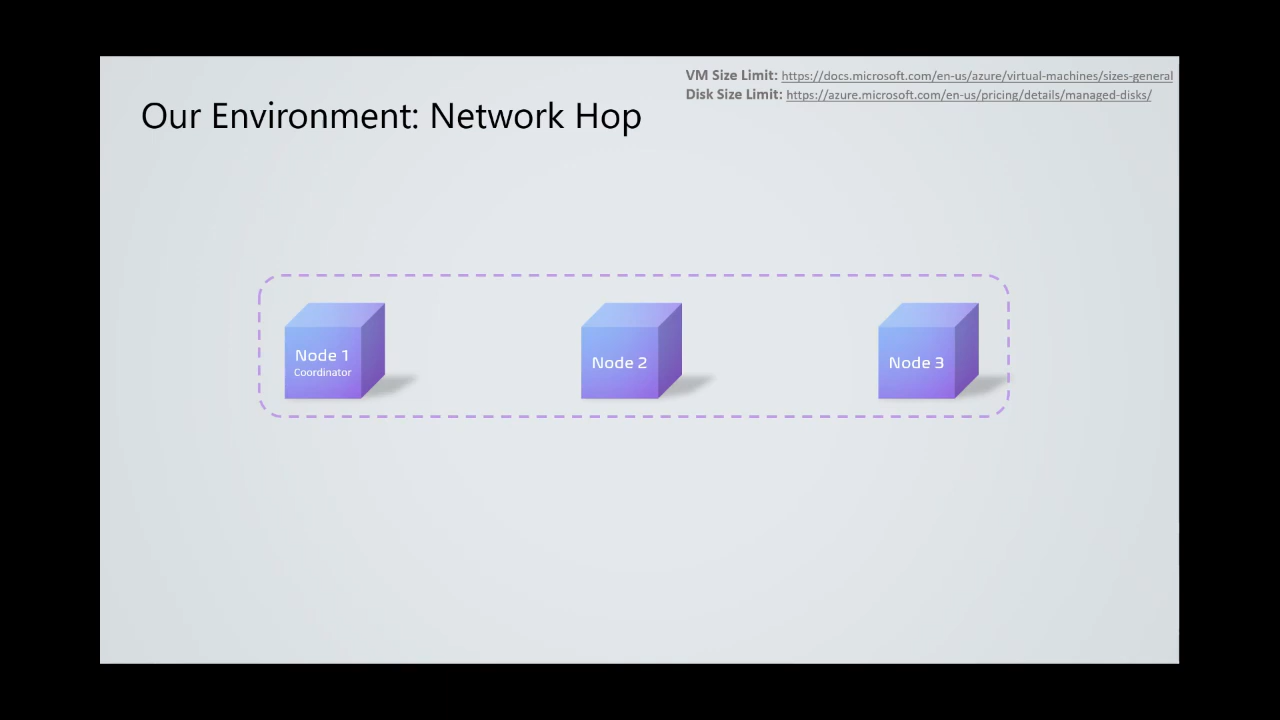 VM Size Limit: https://docs.microsoft.com/en-us/azure/virtual-machines/sizes-general
Disk Size Limit: https://azure.microsoft.com/en-us/pricing/details/managed-disks/
Our Environment: Network Hop
Node 1
Coordinator
Node 2
Node 3